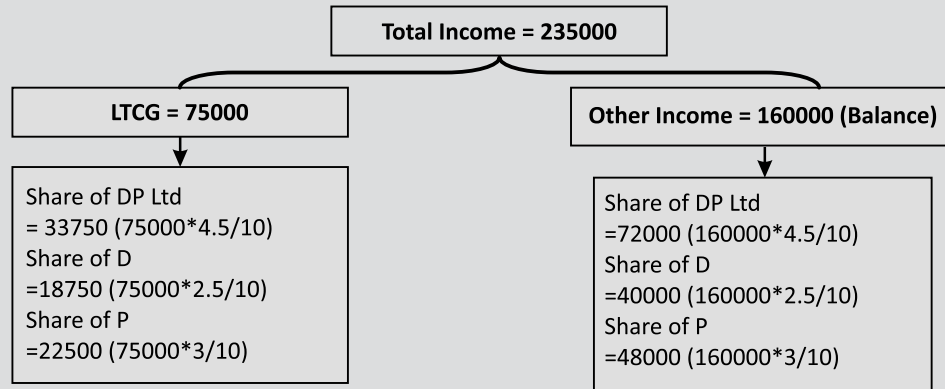 Total Income = 235000
LTCG = 75000
Share of DP Ltd
= 33750 (75000*4.5/10)
Share of D
=18750 (75000*2.5/10)
Share of P
=22500 (75000*3/10)
Other Income = 160000 (Balance)
Share of DP Ltd
=72000 (160000*4.5/10)
Share of D
=40000 (160000*2.5/10)
Share of P
=48000 (160000*3/10)